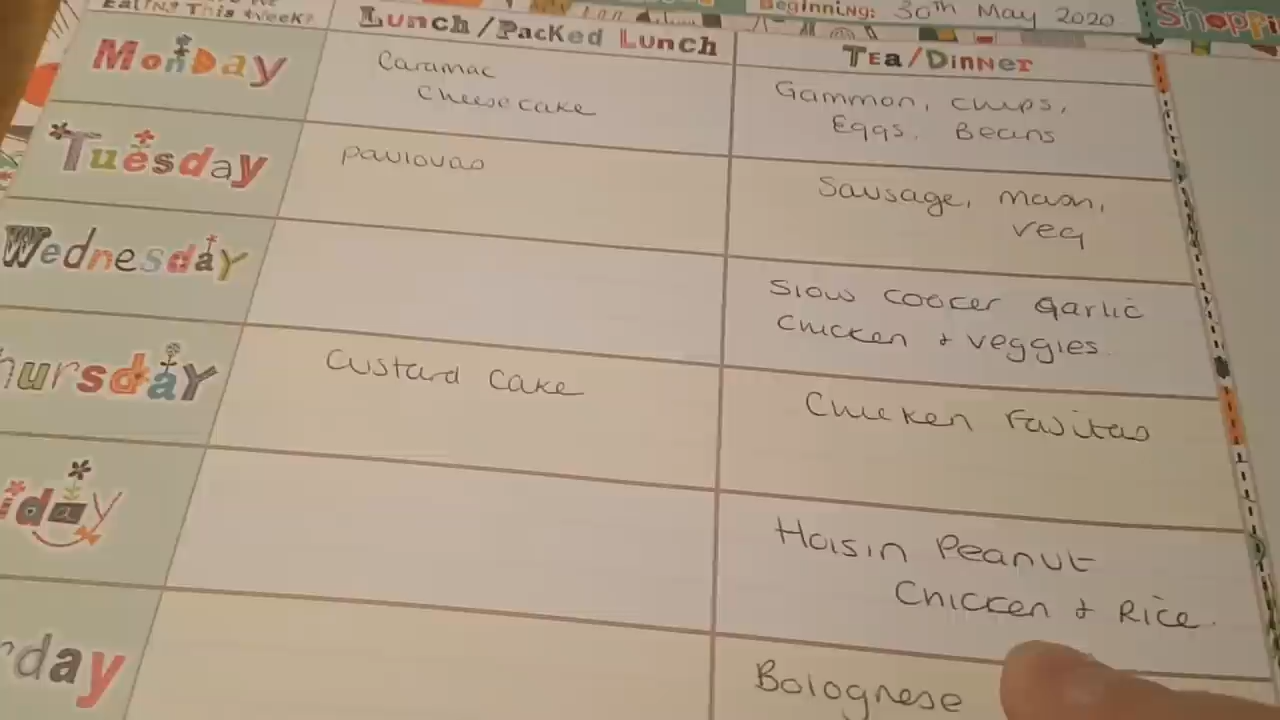 Eating This Week?
Lunch/Packed Lunch
Beginning: 30th May 2020
Shoppi
Tea/Dinner
Monday
Caramac
Cheesecake
Gammon, chips,
Eggs, Beans
Tuesday
pavlovas
Sausage, mash,
veg
Wednesday
Slow cooker garlic
chicken + veggies.
hursday
Custard Cake
Chicken Fajitas
iday
Hoisin Peanut
Chicken + Rice.
rday
Bolognese